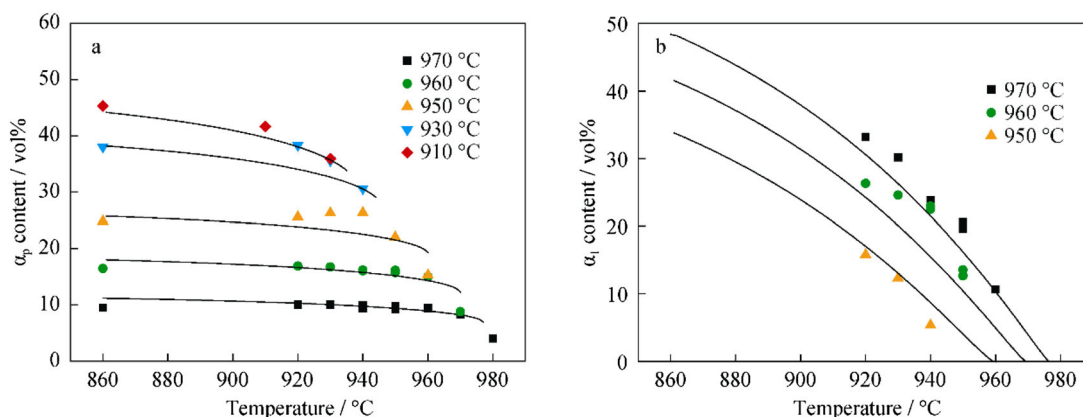 a
α_p content / vol%
60
50
40
30
20
10
0
970 °C
960 °C
950 °C
930 °C
910 °C
860 880 900 920 940 960 980
Temperature / °C
b
α_l content / vol%
50
40
30
20
10
0
970 °C
960 °C
950 °C
860 880 900 920 940 960 980
Temperature / °C